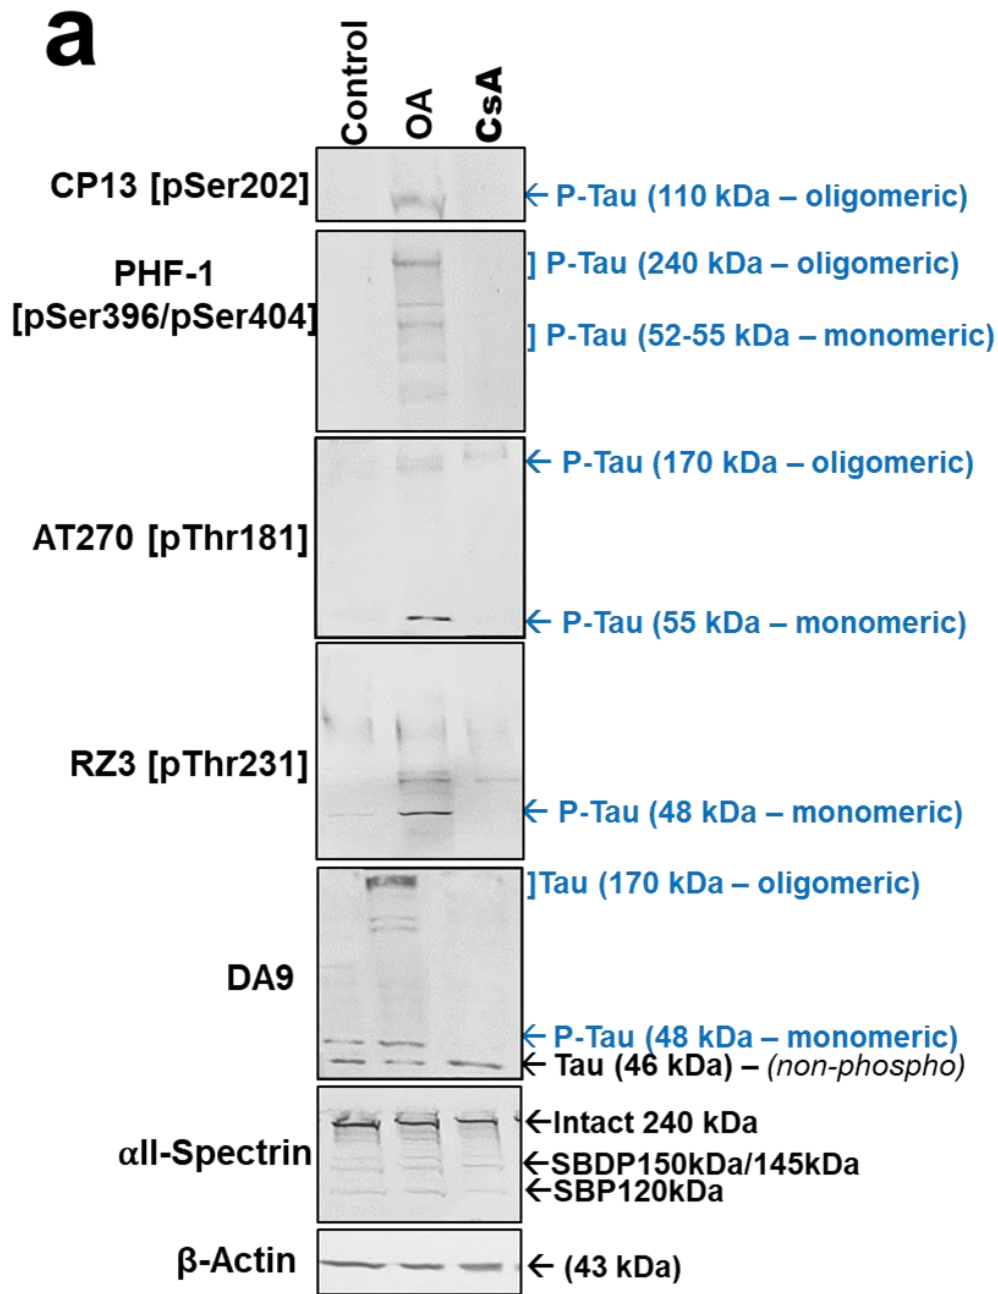 a
Control
OA
CsA
CP13 [pSer202]
← P-Tau (110 kDa – oligomeric)
PHF-1
[pSer396/pSer404]
] P-Tau (240 kDa – oligomeric)
] P-Tau (52-55 kDa – monomeric)
AT270 [pThr181]
← P-Tau (170 kDa – oligomeric)
← P-Tau (55 kDa – monomeric)
RZ3 [pThr231]
← P-Tau (48 kDa – monomeric)
DA9
]Tau (170 kDa – oligomeric)
← P-Tau (48 kDa – monomeric)
← Tau (46 kDa) – (non-phospho)
αII-Spectrin
←Intact 240 kDa
←SBDP150kDa/145kDa
←SBP120kDa
β-Actin
← (43 kDa)